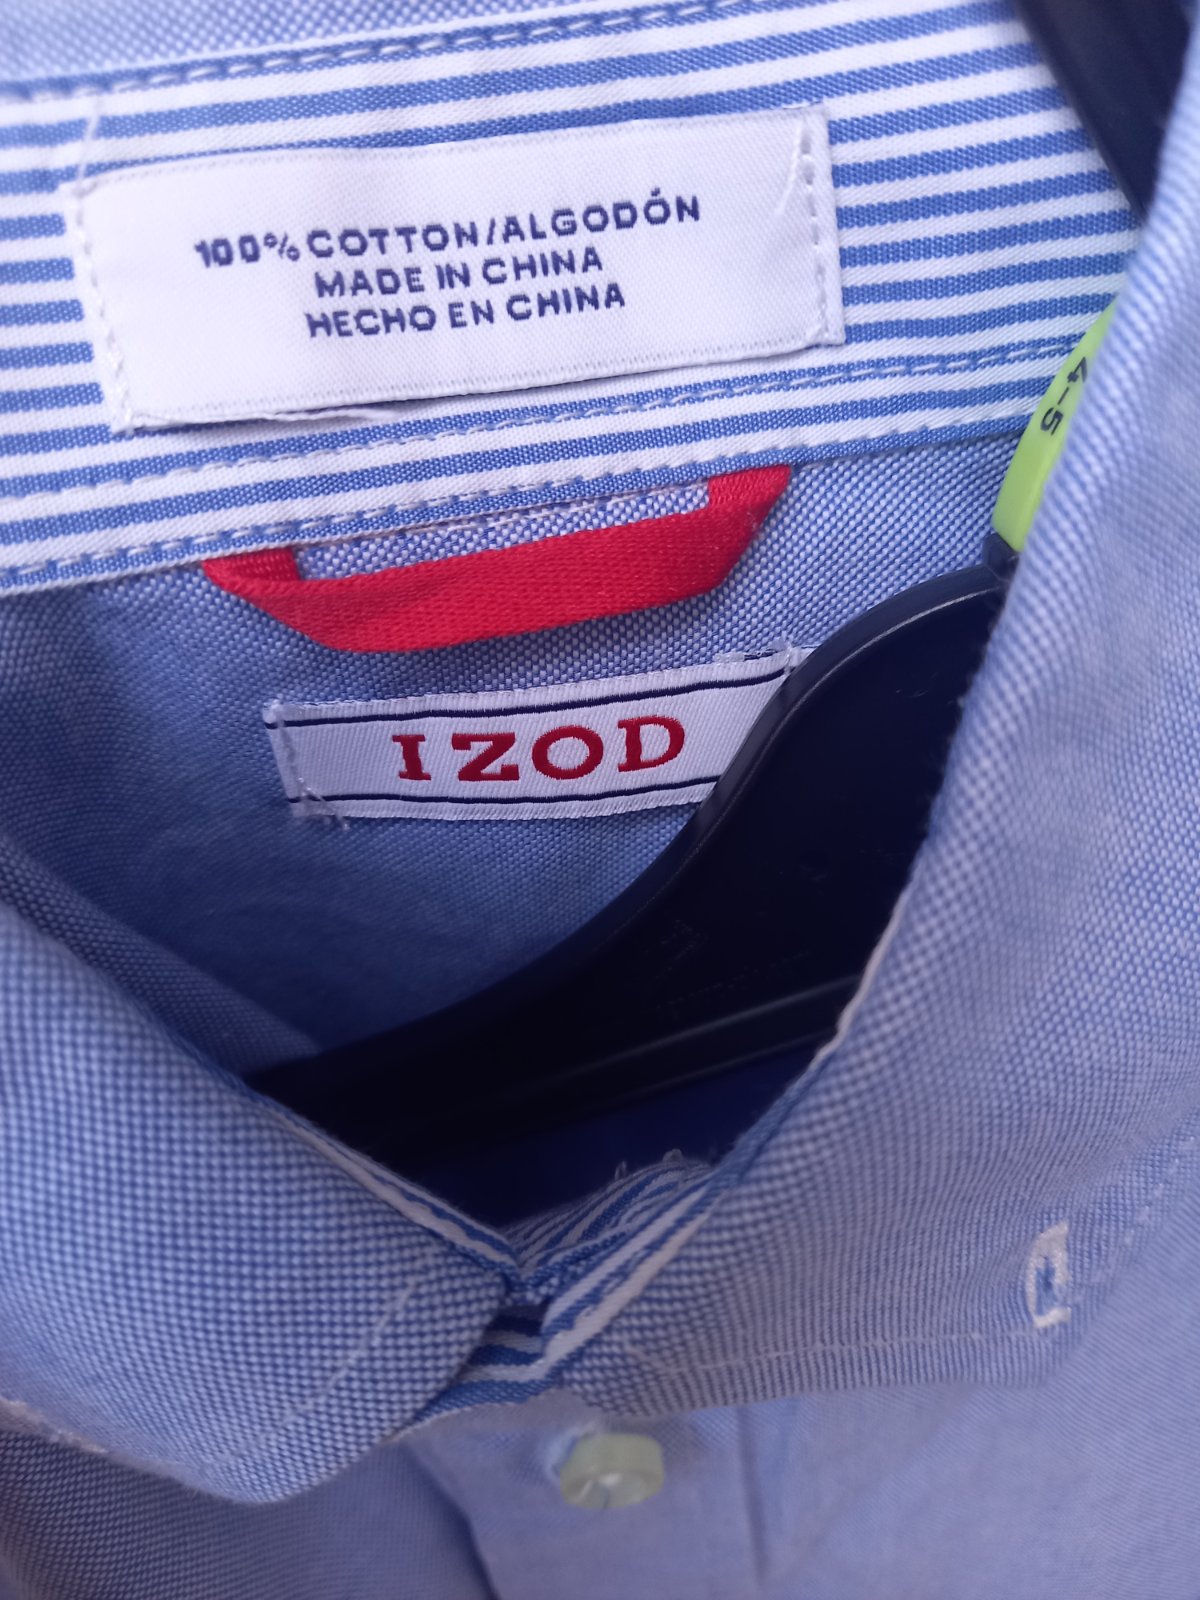 100% COTTON/ALGODÓN
MADE IN CHINA
HECHO EN CHINA
4-5
IZOD